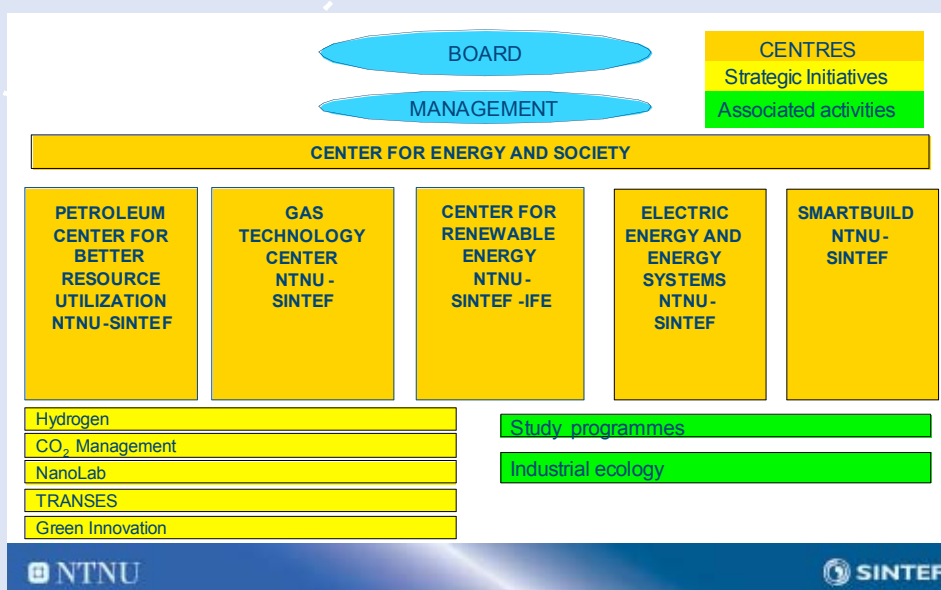 BOARD
CENTRES
Strategic Initiatives
MANAGEMENT
Associated activities
CENTER FOR ENERGY AND SOCIETY
PETROLEUM
CENTER FOR
BETTER
RESOURCE
UTILIZATION
NTNU-SINTEF
GAS
TECHNOLOGY
CENTER
NTNU -
SINTEF
CENTER FOR
RENEWABLE
ENERGY
NTNU -
SINTEF -IFE
ELECTRIC
ENERGY AND
ENERGY
SYSTEMS
NTNU-
SINTEF
SMARTBUILD
NTNU-
SINTEF
Hydrogen
CO₂ Management
NanoLab
TRANSES
Green Innovation
Study programmes
Industrial ecology
NTNU
SINTEF